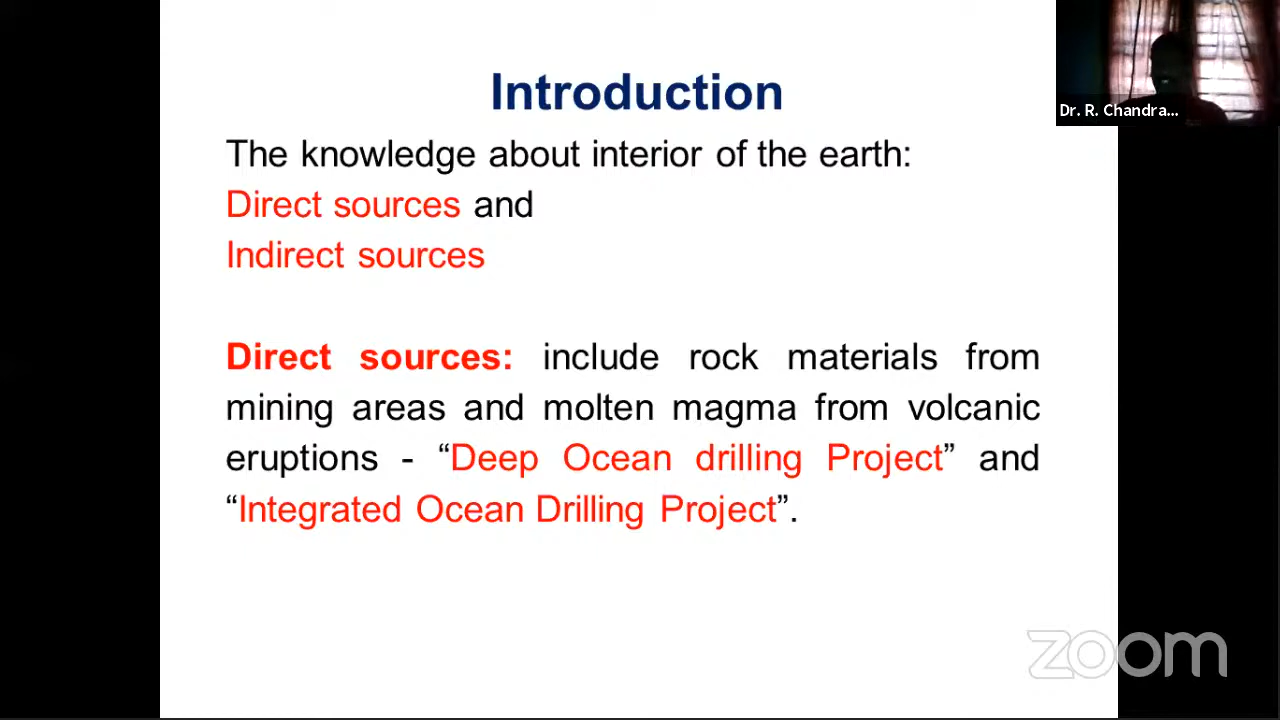 Introduction
Dr. R. Chandra...
The knowledge about interior of the earth:
Direct sources and
Indirect sources
Direct sources: include rock materials from
mining areas and molten magma from volcanic
eruptions - “Deep Ocean drilling Project” and
“Integrated Ocean Drilling Project”.
zoom